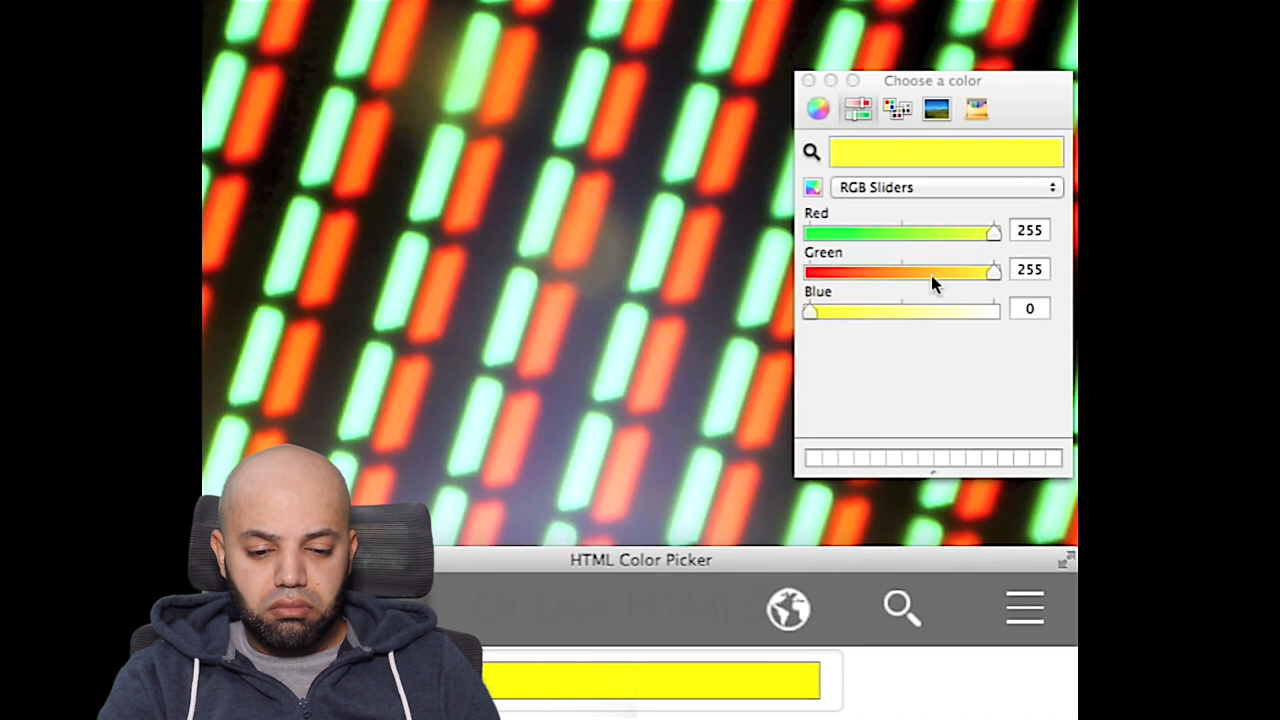 Choose a color
RGB Sliders
Red
255
Green
255
Blue
0
HTML Color Picker